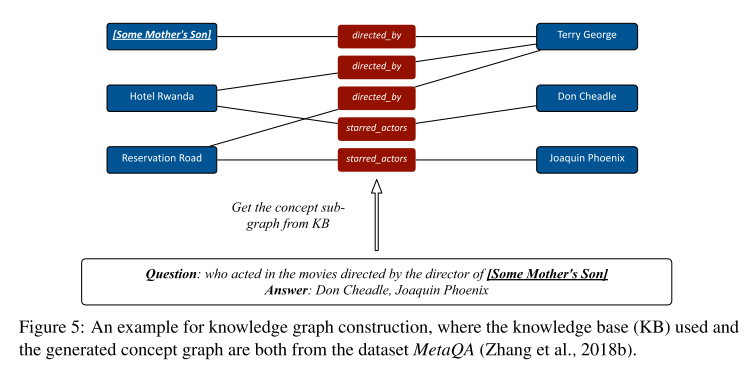 [Some Mother's Son]
directed_by
Terry George
directed_by
Hotel Rwanda
directed_by
Don Cheadle
starred_actors
Reservation Road
starred_actors
Joaquin Phoenix
Get the concept sub-
graph from KB
Question: who acted in the movies directed by the director of [Some Mother's Son]
Answer: Don Cheadle, Joaquin Phoenix
Figure 5: An example for knowledge graph construction, where the knowledge base (KB) used and
the generated concept graph are both from the dataset MetaQA (Zhang et al., 2018b).